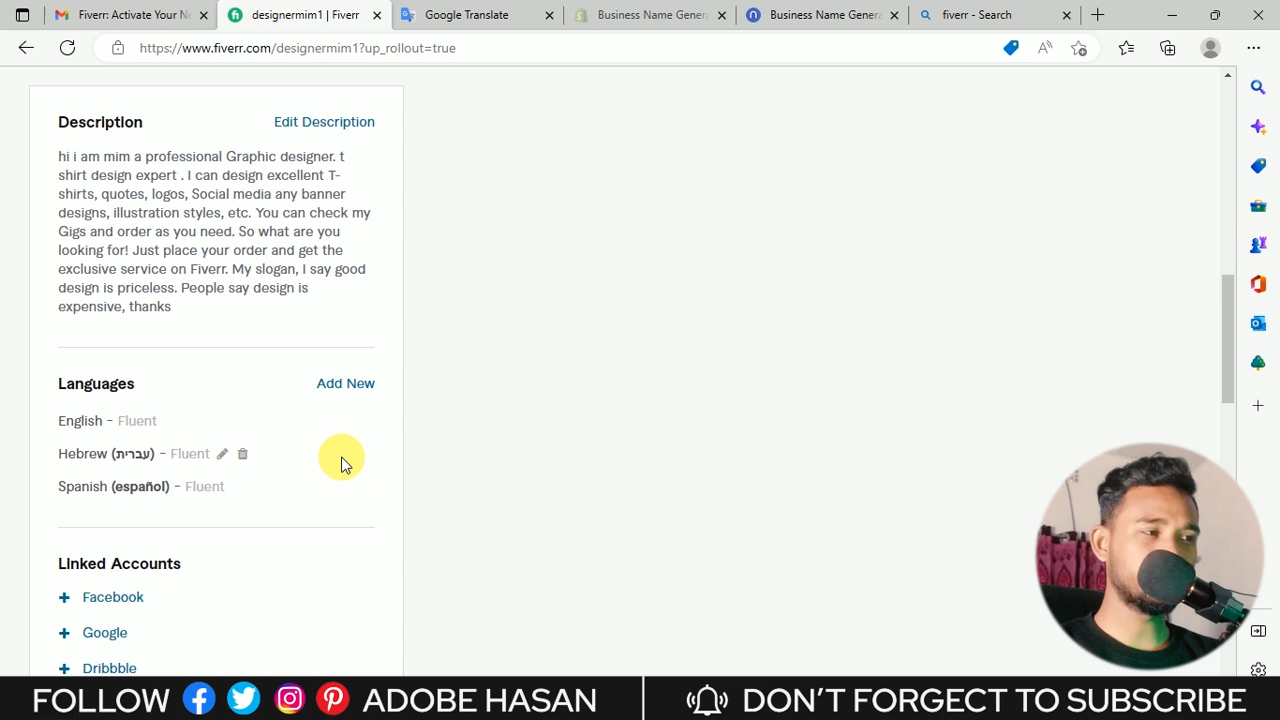 Fiverr: Activate Your Ne
designermim1 | Fiverr
Google Translate
Business Name Genera
Business Name Genera
fiverr - Search
https://www.fiverr.com/designermim1?up_rollout=true
Description
Edit Description
hi i am mim a professional Graphic designer. t
shirt design expert . I can design excellent T-
shirts, quotes, logos, Social media any banner
designs, illustration styles, etc. You can check my
Gigs and order as you need. So what are you
looking for! Just place your order and get the
exclusive service on Fiverr. My slogan, I say good
design is priceless. People say design is
expensive, thanks
Languages
Add New
English - Fluent
Hebrew (עברית) - Fluent
Spanish (español) - Fluent
Linked Accounts
+ Facebook
+ Google
+ Dribbble
FOLLOW ADOBE HASAN
DON'T FORGECT TO SUBSCRIBE